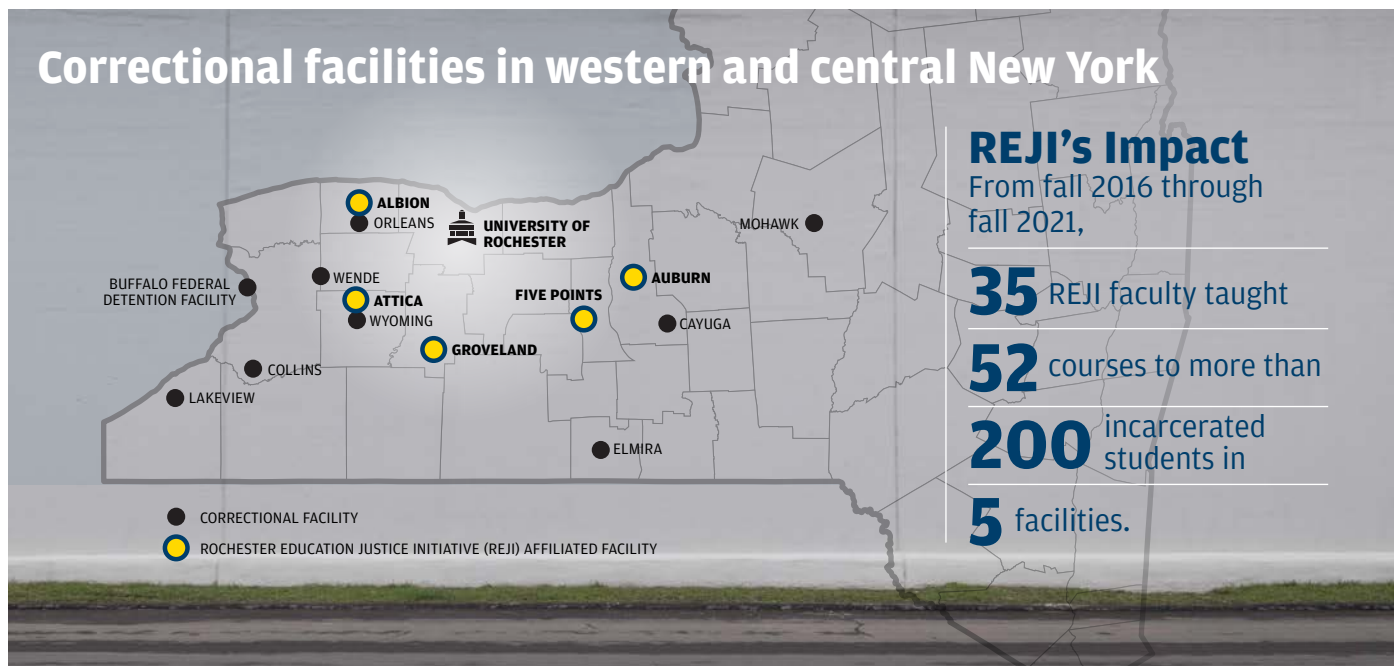 Correctional facilities in western and central New York
ALBION
ORLEANS
UNIVERSITY OF
ROCHESTER
MOHAWK
BUFFALO FEDERAL
DETENTION FACILITY
WENDE
ATTICA
WYOMING
FIVE POINTS
AUBURN
CAYUGA
GROVELAND
COLLINS
LAKEVIEW
ELMIRA
CORRECTIONAL FACILITY
ROCHESTER EDUCATION JUSTICE INITIATIVE (REJI) AFFILIATED FACILITY
REJI’s Impact
From fall 2016 through
fall 2021,
35 REJI faculty taught
52 courses to more than
200 incarcerated
students in
5 facilities.